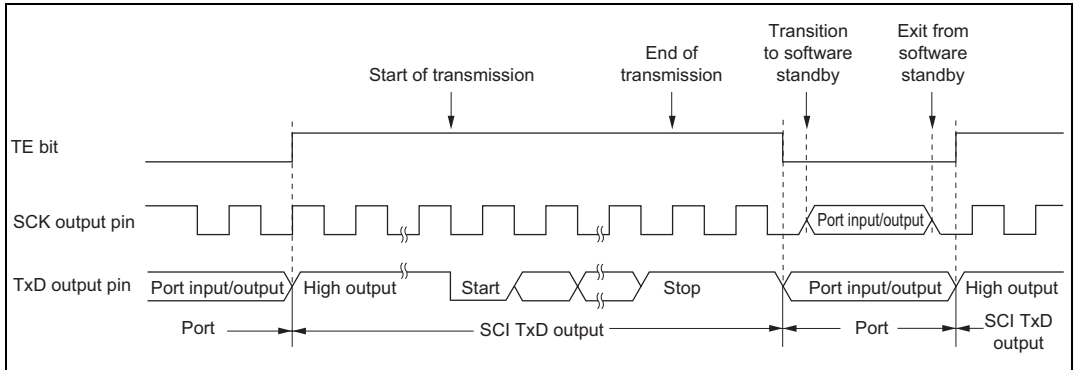 Transition
to software
standby
Exit from
software
standby
End of
transmission
Start of transmission
TE bit
SCK output pin
Port input/output
TxD output pin
Port input/output
High output
Start
Stop
Port input/output
High output
Port
SCI TxD output
Port
SCI TxD
output